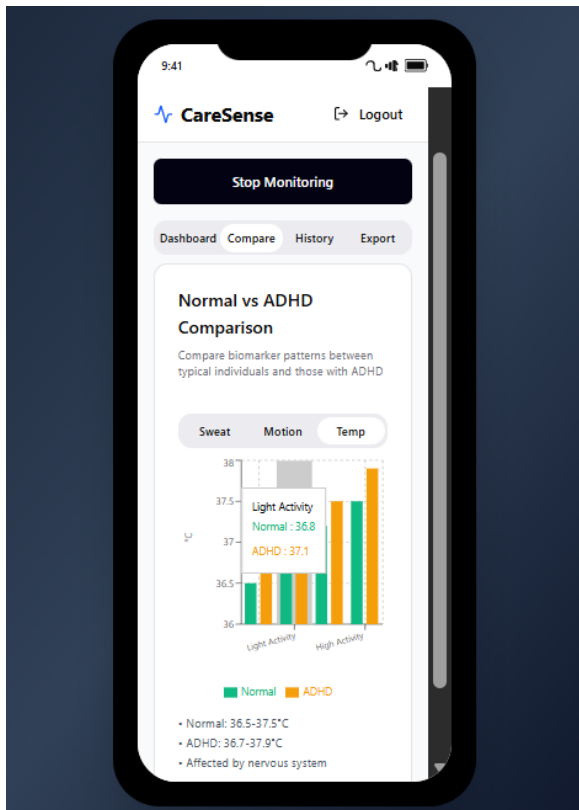 9:41
CareSense
Logout
Stop Monitoring
Dashboard Compare History Export
Normal vs ADHD
Comparison
Compare biomarker patterns between
typical individuals and those with ADHD
Sweat Motion Temp
38
37.5
37
36.5
36
°C
Light Activity
Normal : 36.8
ADHD : 37.1
Light Activity High Activity
Normal ADHD
• Normal: 36.5-37.5°C
• ADHD: 36.7-37.9°C
• Affected by nervous system